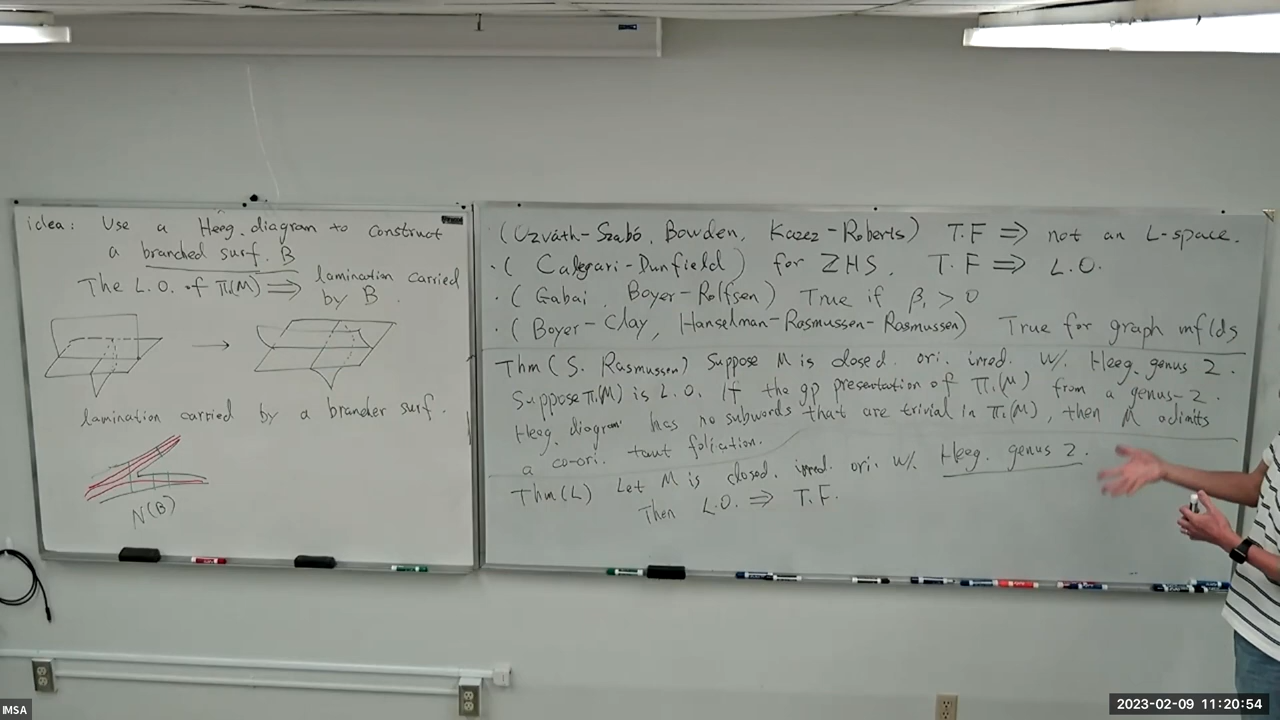 idea: Use a Heeg. diagram to construct
a branded surf. B
The L.O. of π(M) ⟹ lamination carried
by B.
lamination carried by a brander surf.
N(B)
(Ozváth-Szabó, Bowden, Kazez-Roberts) T.F ⟹ not an L-space.
· (Calegari-Dunfield) for ZHS, T.F ⟹ L.O.
· (Gabai, Boyer-Rolfsen) True if β₁ > 0
· (Boyer-Clay, Hanselman-Rasmussen-Rasmussen) True for graph mflds
Thm (S. Rasmussen) Suppose M is closed. ori. irred. w/. Heeg. genus 2.
Suppose π₁(M) is L.O. If the gp presentation of π₁(M) from a genus-2.
Heeg. diagram has no subwords that are trivial in π₁(M), then M admits
a co-ori. taut foliation.
Thm(L) Let M is closed. irred. ori. w/. Heeg. genus 2.
Then L.O. ⟹ T.F.
IMSA
2023-02-09 11:20:54